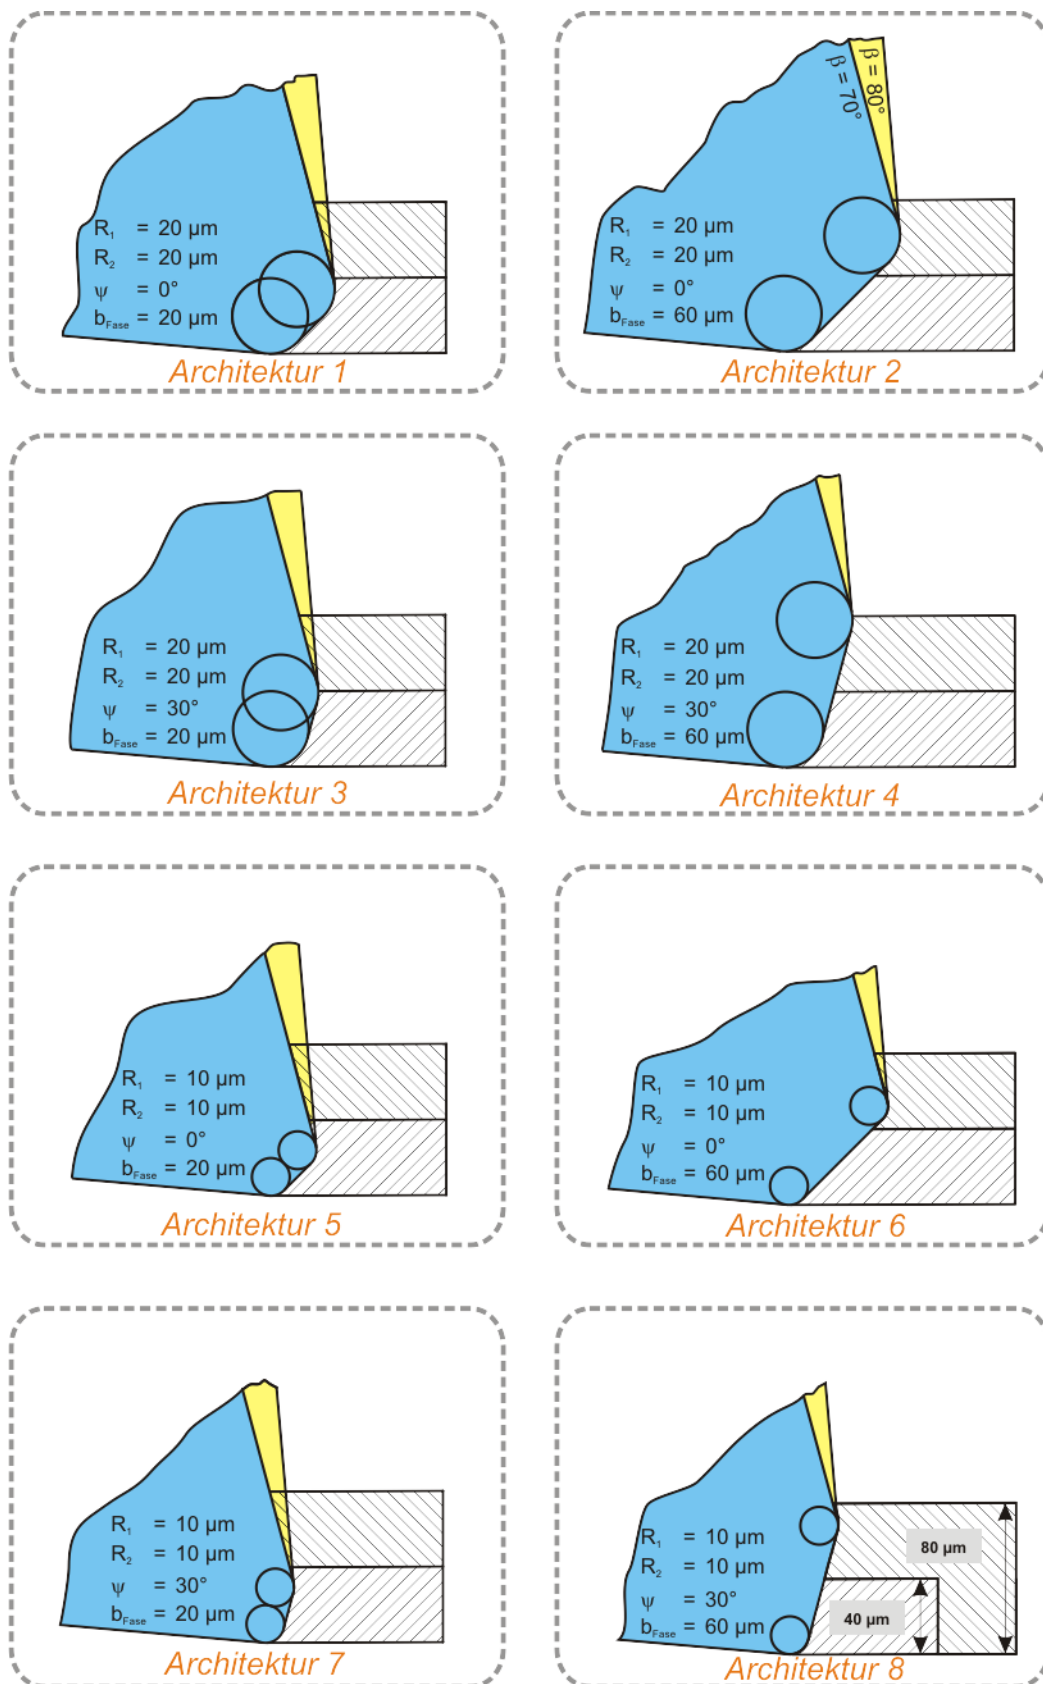 R1 = 20 µm
R2 = 20 µm
ψ = 0°
bFase = 20 µm
Architektur 1
β = 70°
β = 80°
R1 = 20 µm
R2 = 20 µm
ψ = 0°
bFase = 60 µm
Architektur 2
R1 = 20 µm
R2 = 20 µm
ψ = 30°
bFase = 20 µm
Architektur 3
R1 = 20 µm
R2 = 20 µm
ψ = 30°
bFase = 60 µm
Architektur 4
R1 = 10 µm
R2 = 10 µm
ψ = 0°
bFase = 20 µm
Architektur 5
R1 = 10 µm
R2 = 10 µm
ψ = 0°
bFase = 60 µm
Architektur 6
R1 = 10 µm
R2 = 10 µm
ψ = 30°
bFase = 20 µm
Architektur 7
R1 = 10 µm
R2 = 10 µm
ψ = 30°
bFase = 60 µm
80 µm
40 µm
Architektur 8